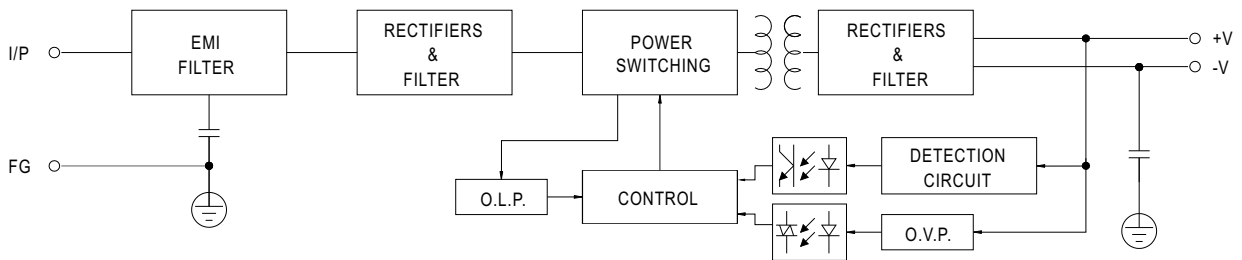 I/P
EMI
FILTER
RECTIFIERS
&
FILTER
POWER
SWITCHING
RECTIFIERS
&
FILTER
+V
-V
FG
O.L.P.
CONTROL
DETECTION
CIRCUIT
O.V.P.